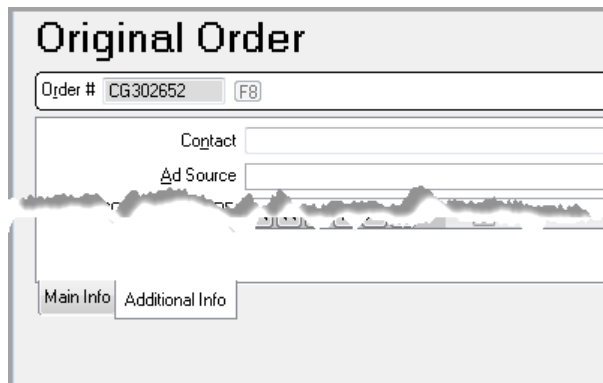 Original Order
Order # CG302652 F8
Contact
Ad Source
Main Info Additional Info